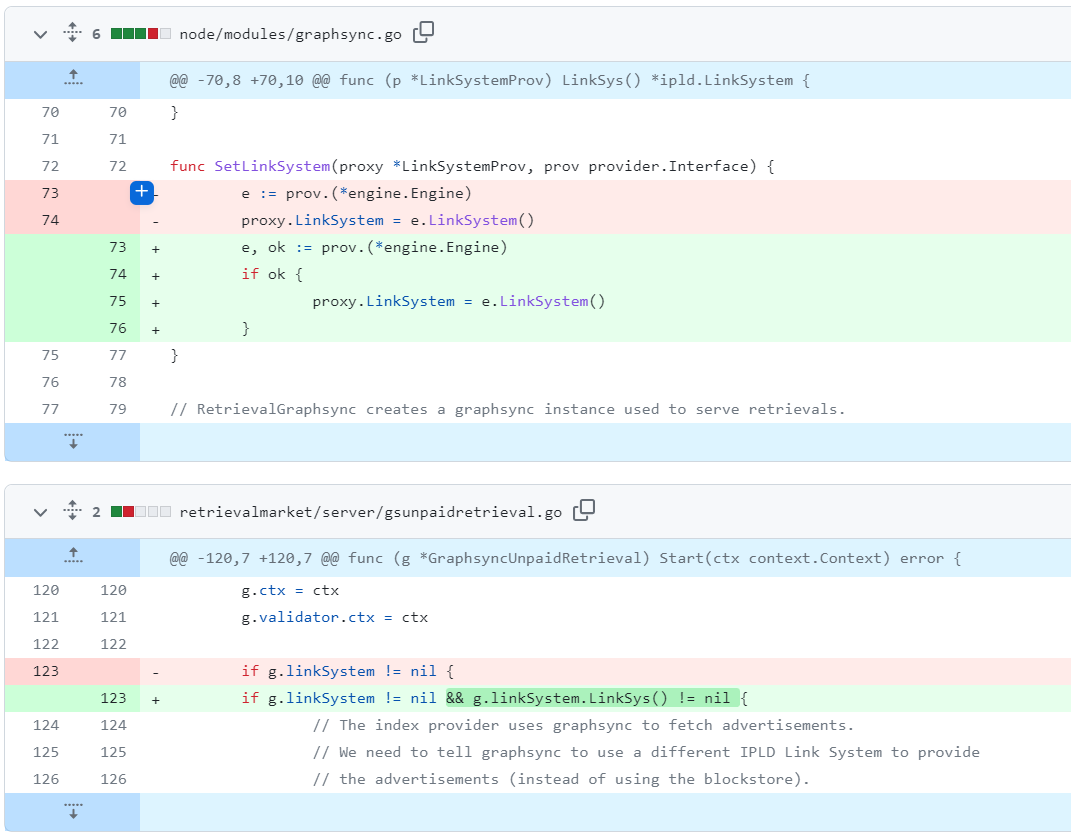 6 node/modules/graphsync.go
@@ -70,8 +70,10 @@ func (p *LinkSystemProv) LinkSys() *ipld.LinkSystem {
70 70 }
71 71
72 72 func SetLinkSystem(proxy *LinkSystemProv, prov provider.Interface) {
73 + - e := prov.(*engine.Engine)
74 - proxy.LinkSystem = e.LinkSystem()
73 + e, ok := prov.(*engine.Engine)
74 + if ok {
75 + proxy.LinkSystem = e.LinkSystem()
76 + }
75 77 }
76 78
77 79 // RetrievalGraphsync creates a graphsync instance used to serve retrievals.
2 retrievalmarket/server/gsunpaidretrieval.go
@@ -120,7 +120,7 @@ func (g *GraphsyncUnpaidRetrieval) Start(ctx context.Context) error {
120 120 g.ctx = ctx
121 121 g.validator.ctx = ctx
122 122
123 - if g.linkSystem != nil {
123 + if g.linkSystem != nil && g.linkSystem.LinkSys() != nil {
124 124 // The index provider uses graphsync to fetch advertisements.
125 125 // We need to tell graphsync to use a different IPLD Link System to provide
126 126 // the advertisements (instead of using the blockstore).